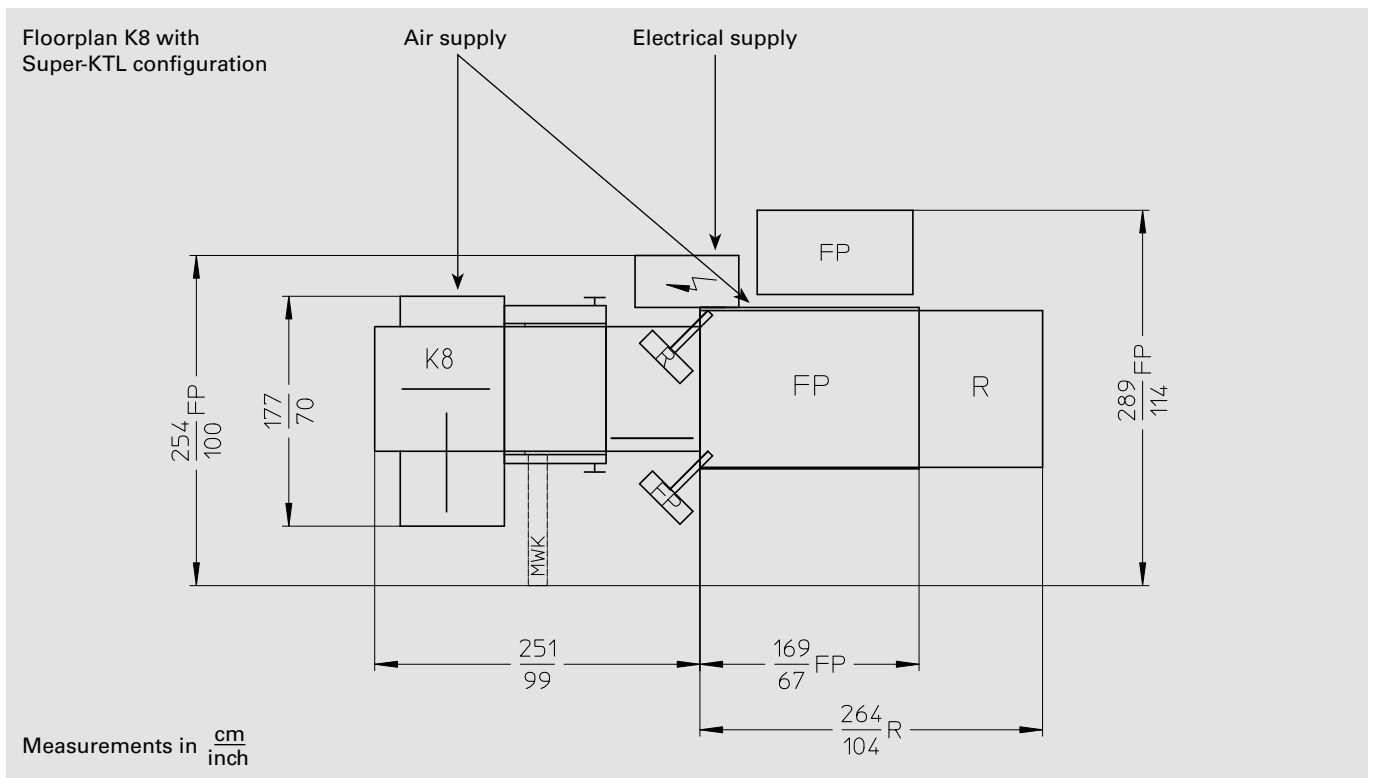 Floorplan K8 with
Super-KTL configuration
Air supply
Electrical supply
FP
K8
R
FP
R
FP
MWK
254
100
FP
177
70
289
114
FP
251
99
169
67
FP
264
104
R
Measurements in cm
inch